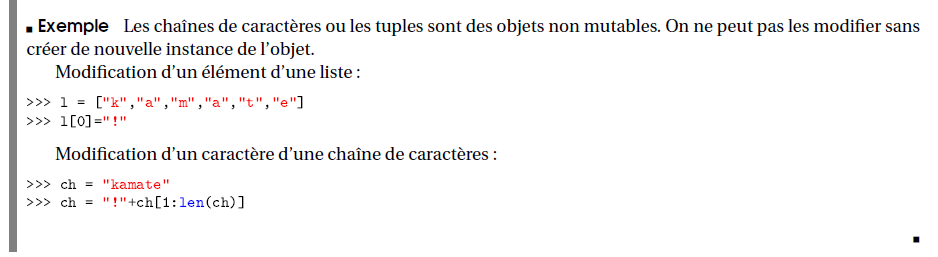 ■ Exemple Les chaînes de caractères ou les tuples sont des objets non mutables. On ne peut pas les modifier sans
créer de nouvelle instance de l'objet.
Modification d'un élément d'une liste :
>>> l = ["k","a","m","a","t","e"]
>>> l[0]="!"
Modification d'un caractère d'une chaîne de caractères :
>>> ch = "kamate"
>>> ch = "!"+ch[1:len(ch)]
■